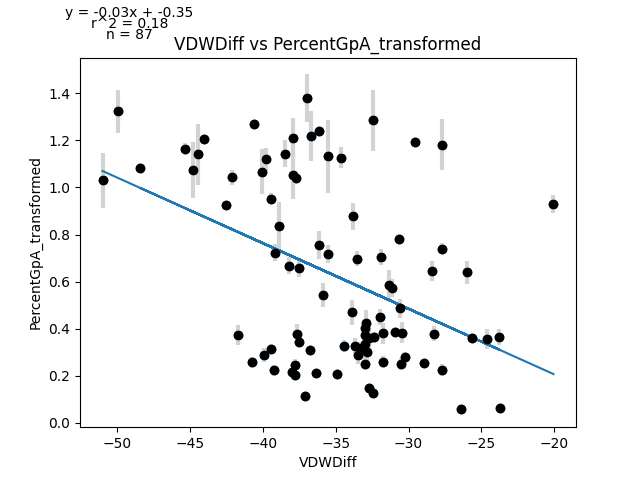 y = -0.03x + -0.35
r^2 = 0.18
n = 87
VDWDiff vs PercentGpA_transformed
PercentGpA_transformed
1.4
1.2
1.0
0.8
0.6
0.4
0.2
0.0
−50
−45
−40
−35
−30
−25
−20
VDWDiff